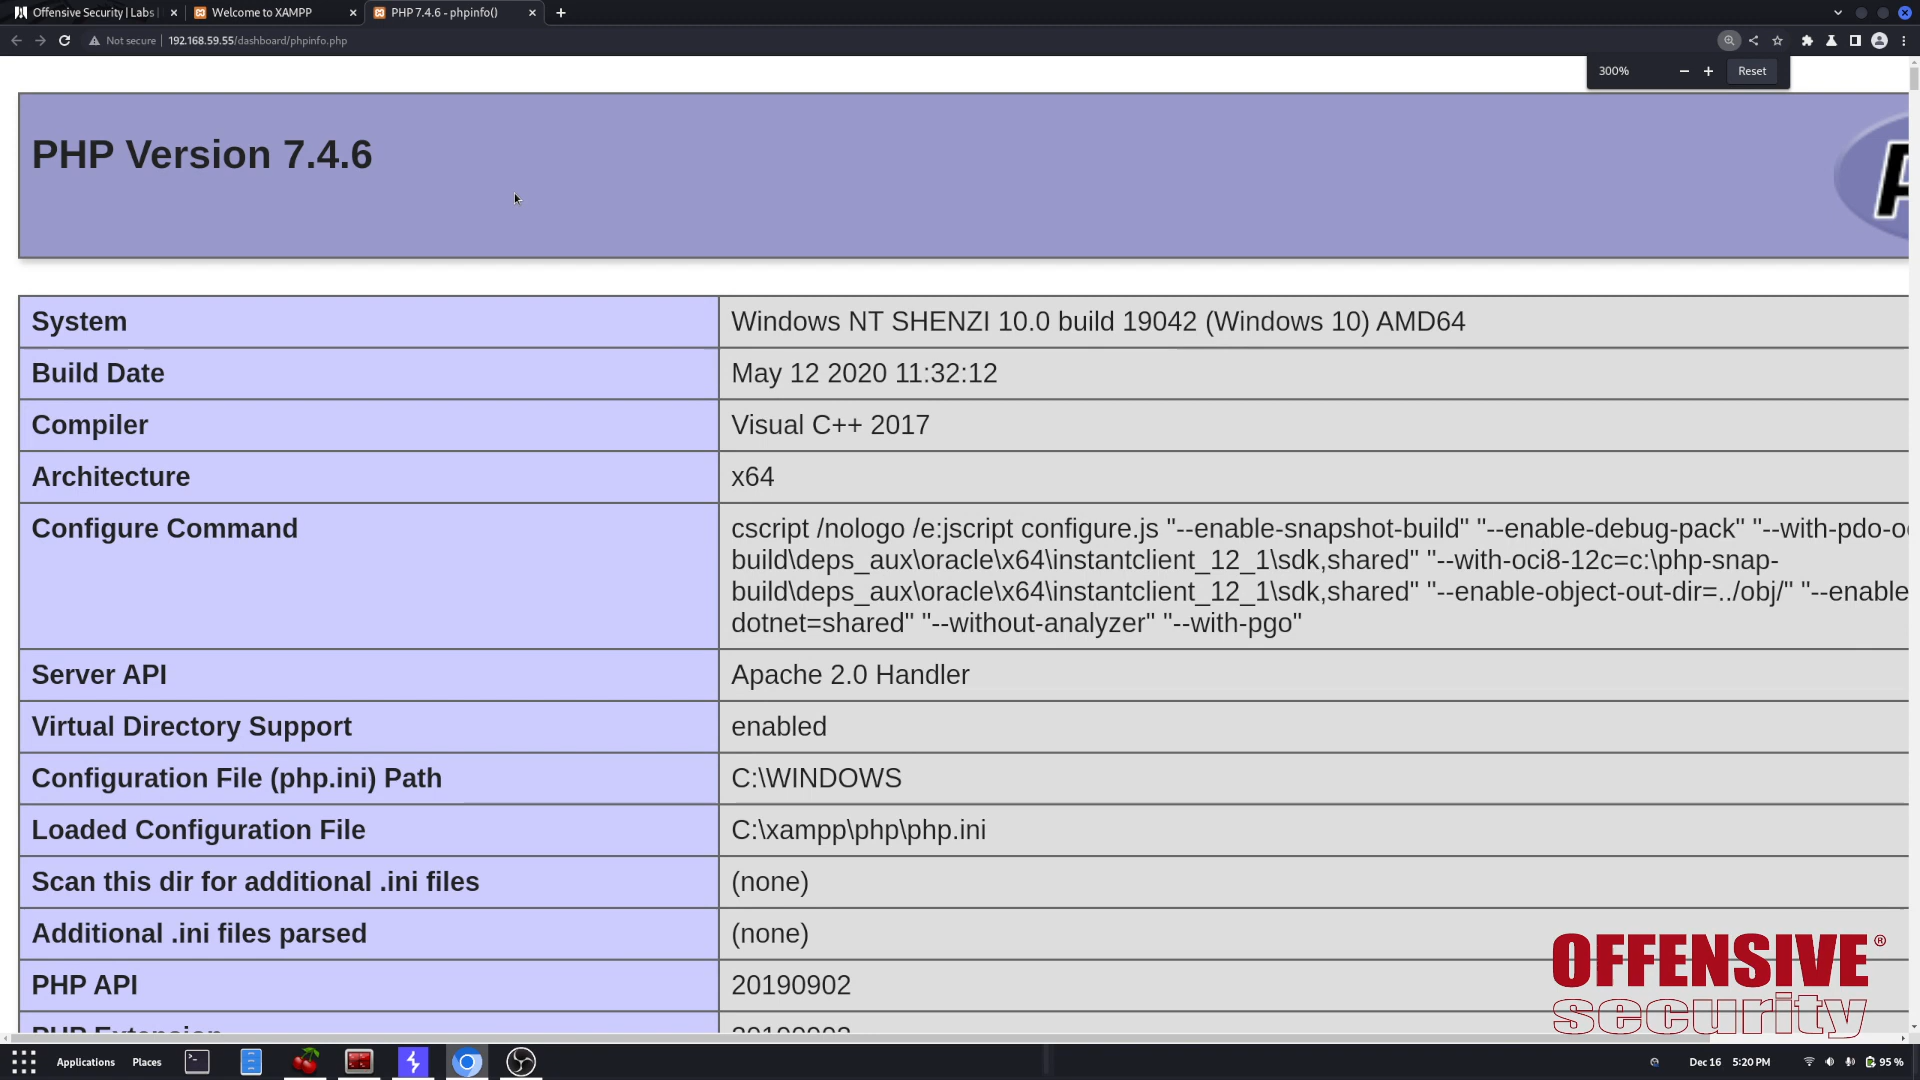 Offensive Security | Labs
Welcome to XAMPP
PHP 7.4.6 - phpinfo()
Not secure
192.168.59.55/dashboard/phpinfo.php
300%
Reset
PHP Version 7.4.6
System
Windows NT SHENZI 10.0 build 19042 (Windows 10) AMD64
Build Date
May 12 2020 11:32:12
Compiler
Visual C++ 2017
Architecture
x64
Configure Command
cscript /nologo /e:jscript configure.js "--enable-snapshot-build" "--enable-debug-pack" "--with-pdo-o
build\deps_aux\oracle\x64\instantclient_12_1\sdk,shared" "--with-oci8-12c=c:\php-snap-
build\deps_aux\oracle\x64\instantclient_12_1\sdk,shared" "--enable-object-out-dir=../obj/" "--enable
dotnet=shared" "--without-analyzer" "--with-pgo"
Server API
Apache 2.0 Handler
Virtual Directory Support
enabled
Configuration File (php.ini) Path
C:\WINDOWS
Loaded Configuration File
C:\xampp\php\php.ini
Scan this dir for additional .ini files
(none)
Additional .ini files parsed
(none)
PHP API
20190902
PHP Extension
20190902
OFFENSIVE®
security
Applications
Places
Dec 16 5:20 PM
95 %